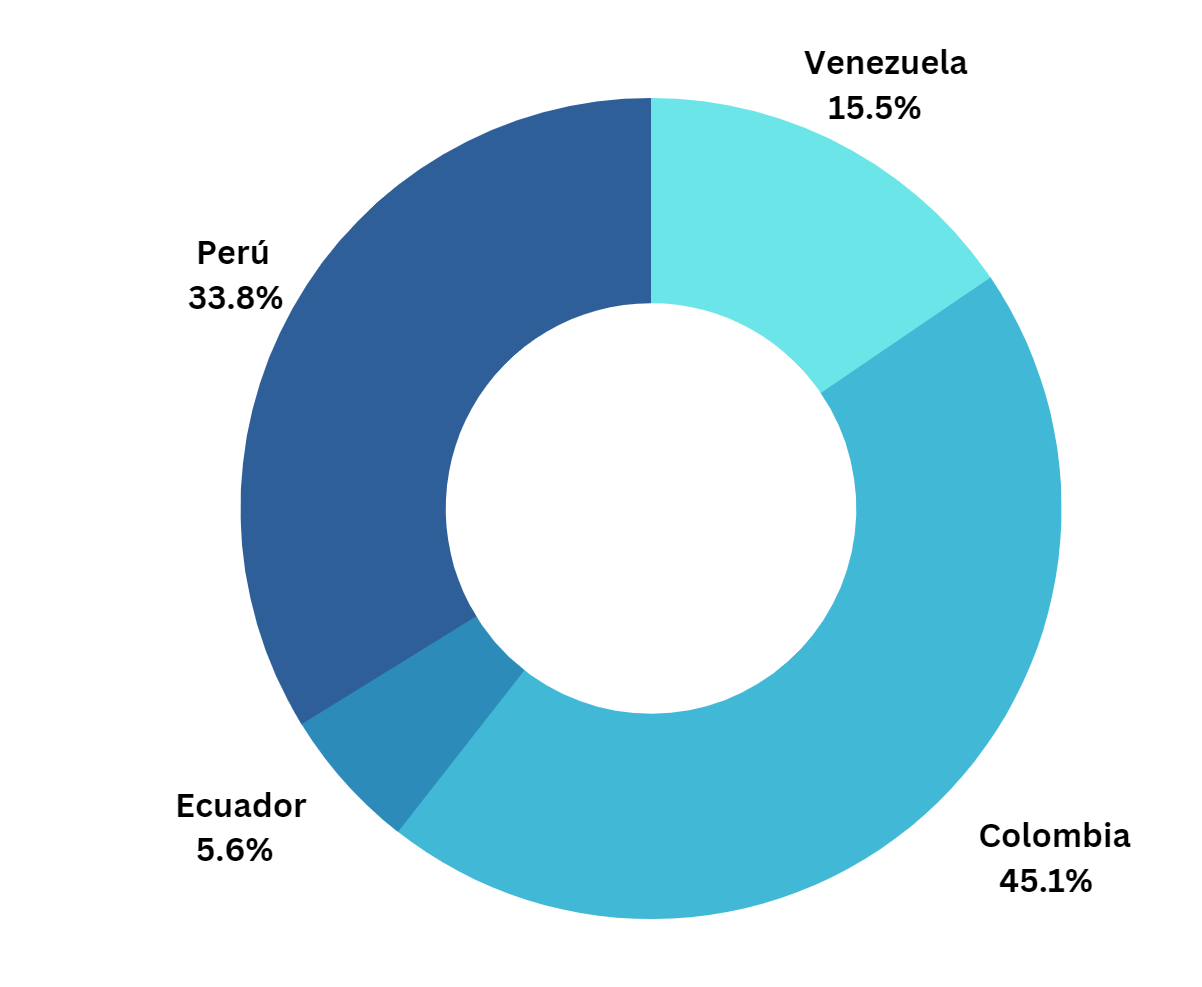 Venezuela
15.5%
Perú
33.8%
Ecuador
5.6%
Colombia
45.1%